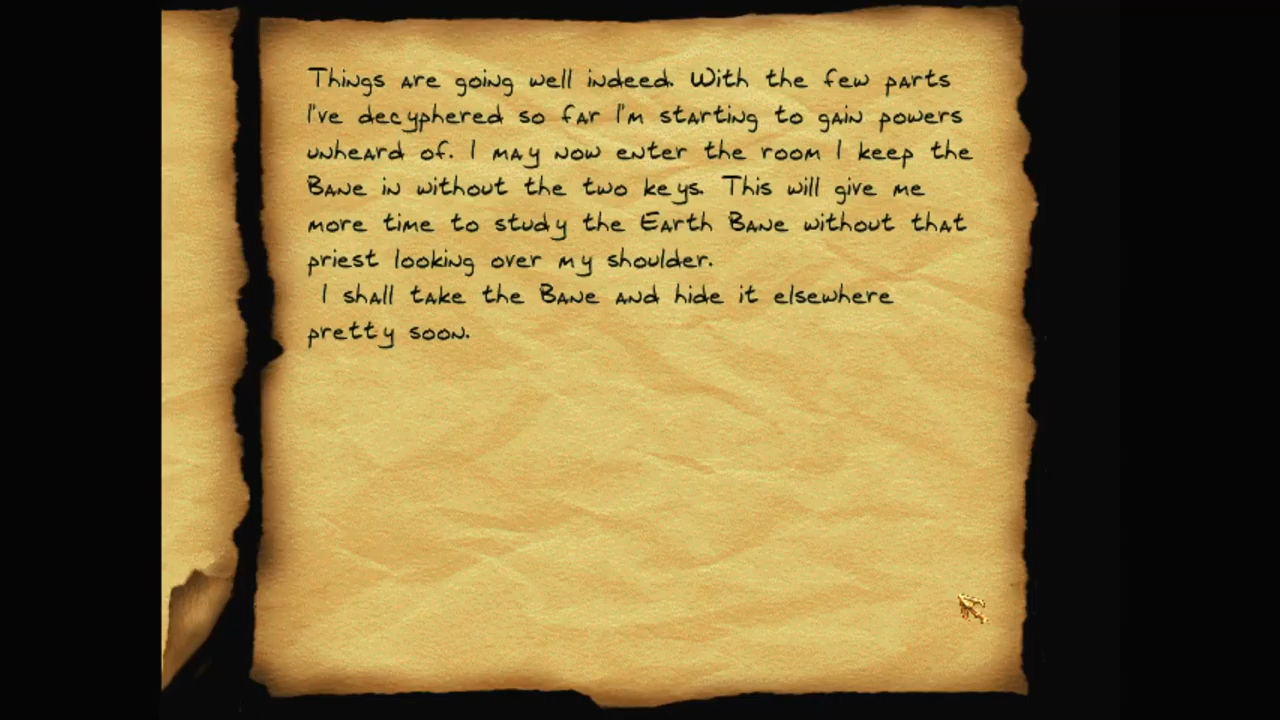 Things are going well indeed. With the few parts
I've decyphered so far I'm starting to gain powers
unheard of. I may now enter the room I keep the
Bane in without the two keys. This will give me
more time to study the Earth Bane without that
priest looking over my shoulder.
I shall take the Bane and hide it elsewhere
pretty soon.